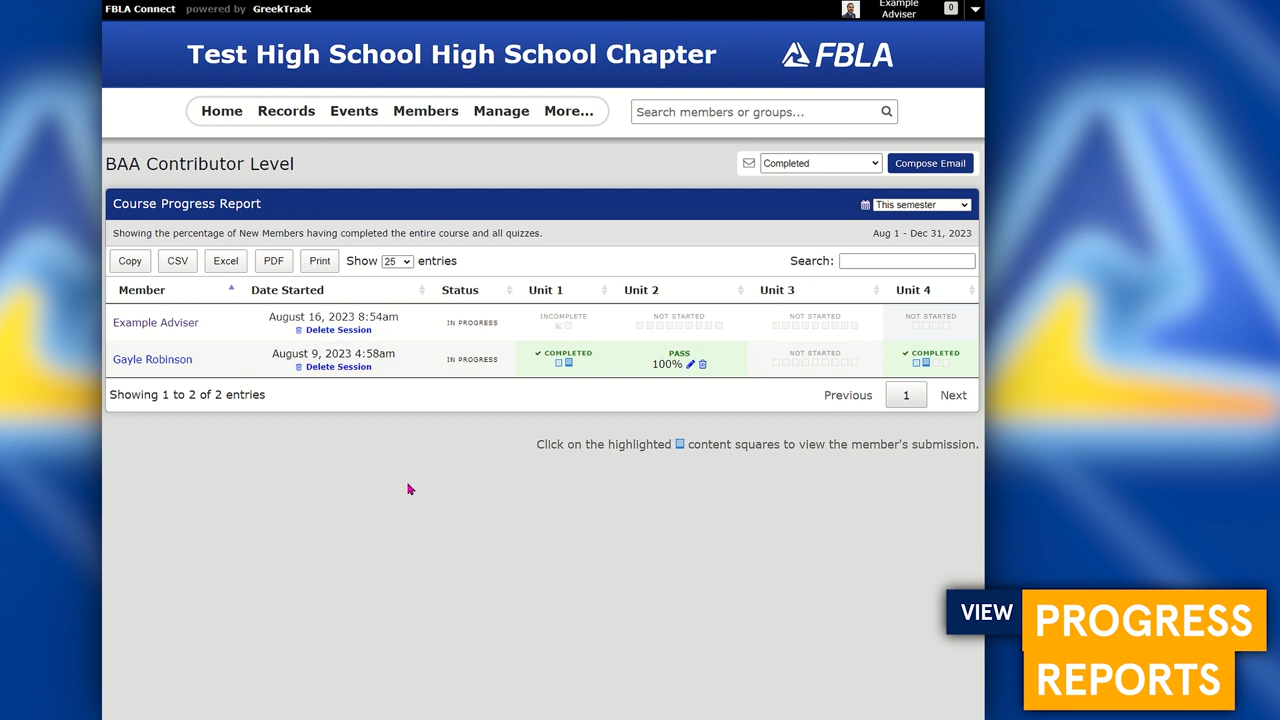 FBLA Connect powered by GreekTrack
Example Adviser
0
Test High School High School Chapter
FBLA
Home Records Events Members Manage More...
Search members or groups...
BAA Contributor Level
Completed
Compose Email
Course Progress Report
This semester
Showing the percentage of New Members having completed the entire course and all quizzes.
Aug 1 - Dec 31, 2023
Copy CSV Excel PDF Print Show 25 entries
Search:
Member Date Started Status Unit 1 Unit 2 Unit 3 Unit 4
Example Adviser August 16, 2023 8:54am IN PROGRESS INCOMPLETE NOT STARTED NOT STARTED NOT STARTED
Delete Session
Gayle Robinson August 9, 2023 4:58am IN PROGRESS COMPLETED PASS NOT STARTED COMPLETED
Delete Session 100%
Showing 1 to 2 of 2 entries
Previous 1 Next
Click on the highlighted content squares to view the member's submission.
VIEW
PROGRESS
REPORTS